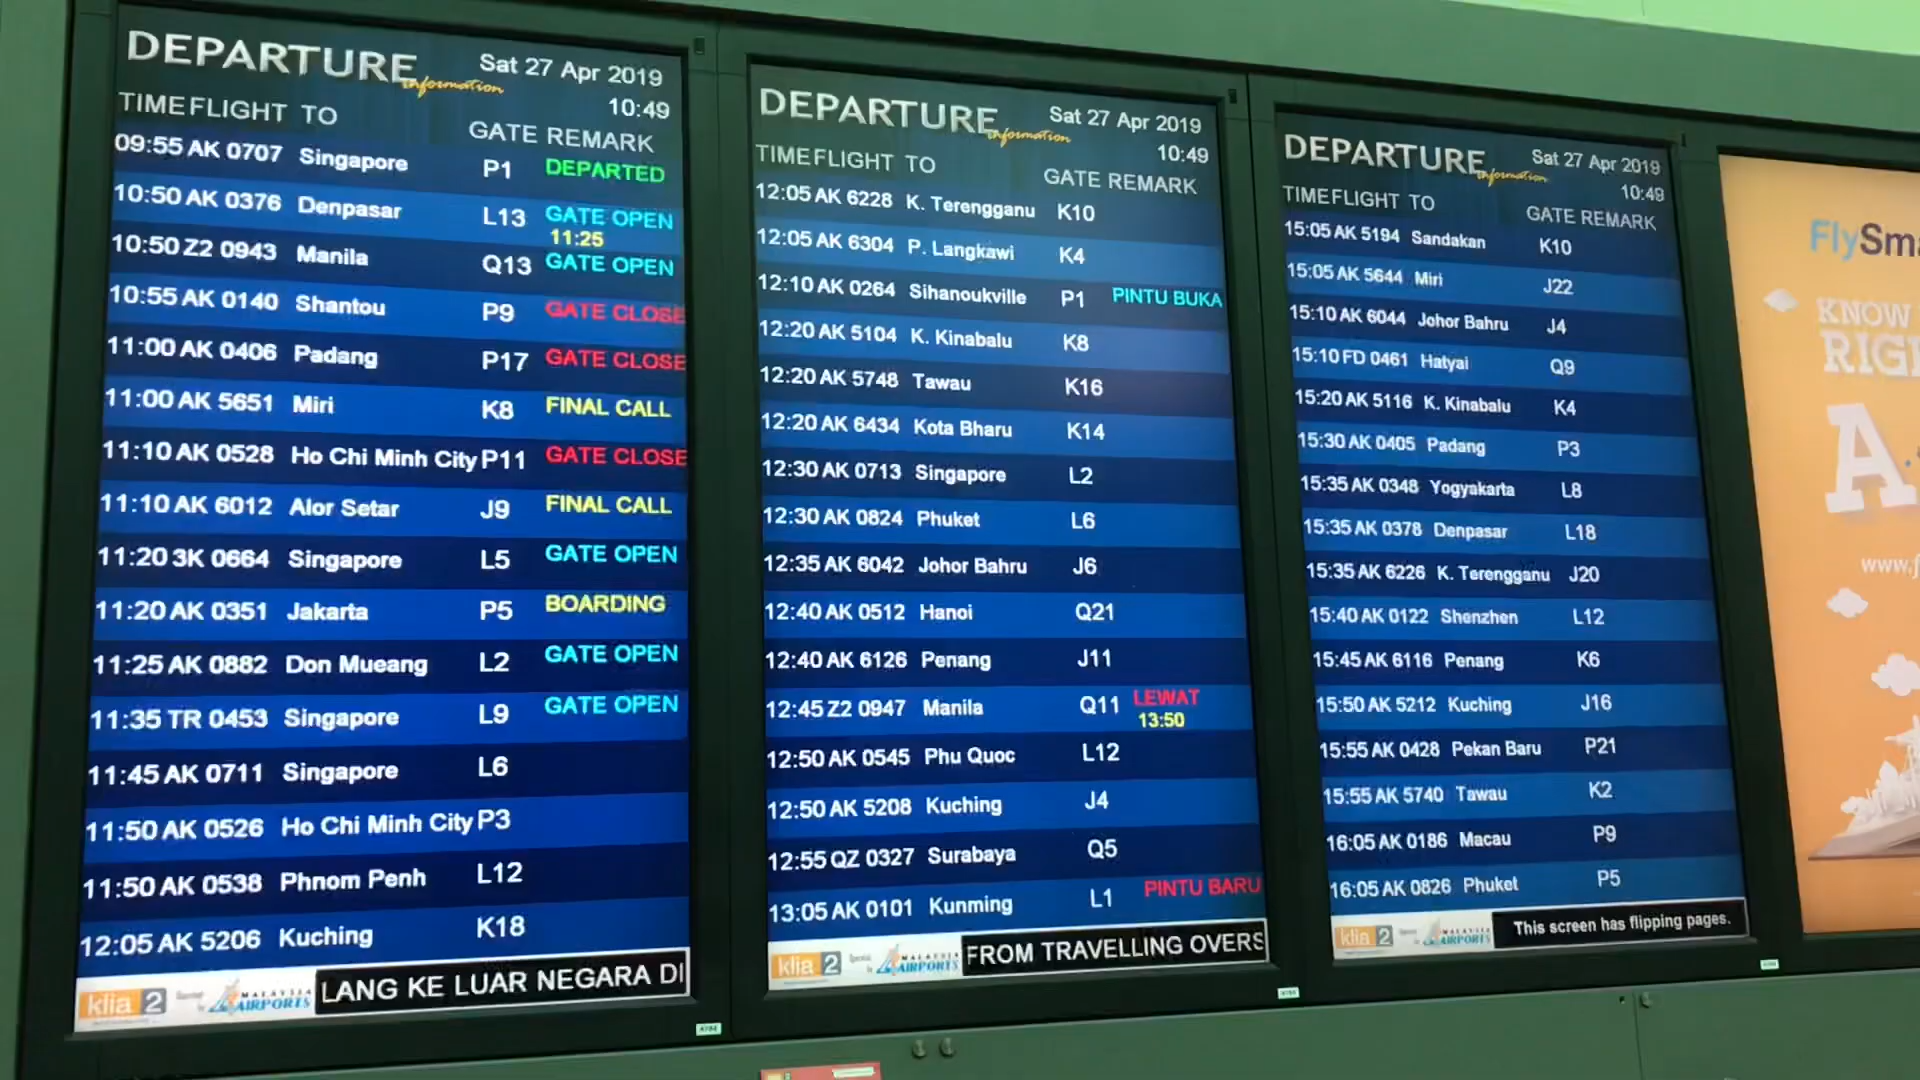 DEPARTURE information Sat 27 Apr 2019
10:49
TIME FLIGHT TO GATE REMARK
09:55 AK 0707 Singapore P1 DEPARTED
10:50 AK 0376 Denpasar L13 GATE OPEN
11:25
10:50 Z2 0943 Manila Q13 GATE OPEN
10:55 AK 0140 Shantou P9 GATE CLOSE
11:00 AK 0406 Padang P17 GATE CLOSE
11:00 AK 5651 Miri K8 FINAL CALL
11:10 AK 0528 Ho Chi Minh City P11 GATE CLOSE
11:10 AK 6012 Alor Setar J9 FINAL CALL
11:20 3K 0664 Singapore L5 GATE OPEN
11:20 AK 0351 Jakarta P5 BOARDING
11:25 AK 0882 Don Mueang L2 GATE OPEN
11:35 TR 0453 Singapore L9 GATE OPEN
11:45 AK 0711 Singapore L6
11:50 AK 0526 Ho Chi Minh City P3
11:50 AK 0538 Phnom Penh L12
12:05 AK 5206 Kuching K18
klia 2 MALAYSIA AIRPORTS LANG KE LUAR NEGARA DI
DEPARTURE information Sat 27 Apr 2019
10:49
TIME FLIGHT TO GATE REMARK
12:05 AK 6228 K. Terengganu K10
12:05 AK 6304 P. Langkawi K4
12:10 AK 0264 Sihanoukville P1 PINTU BUKA
12:20 AK 5104 K. Kinabalu K8
12:20 AK 5748 Tawau K16
12:20 AK 6434 Kota Bharu K14
12:30 AK 0713 Singapore L2
12:30 AK 0824 Phuket L6
12:35 AK 6042 Johor Bahru J6
12:40 AK 0512 Hanoi Q21
12:40 AK 6126 Penang J11
12:45 Z2 0947 Manila Q11 LEWAT
13:50
12:50 AK 0545 Phu Quoc L12
12:50 AK 5208 Kuching J4
12:55 QZ 0327 Surabaya Q5
13:05 AK 0101 Kunming L1 PINTU BARU
klia 2 MALAYSIA AIRPORTS FROM TRAVELLING OVERS
DEPARTURE information Sat 27 Apr 2019
10:49
TIME FLIGHT TO GATE REMARK
15:05 AK 5194 Sandakan K10
15:05 AK 5644 Miri J22
15:10 AK 6044 Johor Bahru J4
15:10 FD 0461 Hatyai Q9
15:20 AK 5116 K. Kinabalu K4
15:30 AK 0405 Padang P3
15:35 AK 0348 Yogyakarta L8
15:35 AK 0378 Denpasar L18
15:35 AK 6226 K. Terengganu J20
15:40 AK 0122 Shenzhen L12
15:45 AK 6116 Penang K6
15:50 AK 5212 Kuching J16
15:55 AK 0428 Pekan Baru P21
15:55 AK 5740 Tawau K2
16:05 AK 0186 Macau P9
16:05 AK 0826 Phuket P5
klia 2 MALAYSIA AIRPORTS This screen has flipping pages.
FlySma
KNOW
RIG
A
www.f